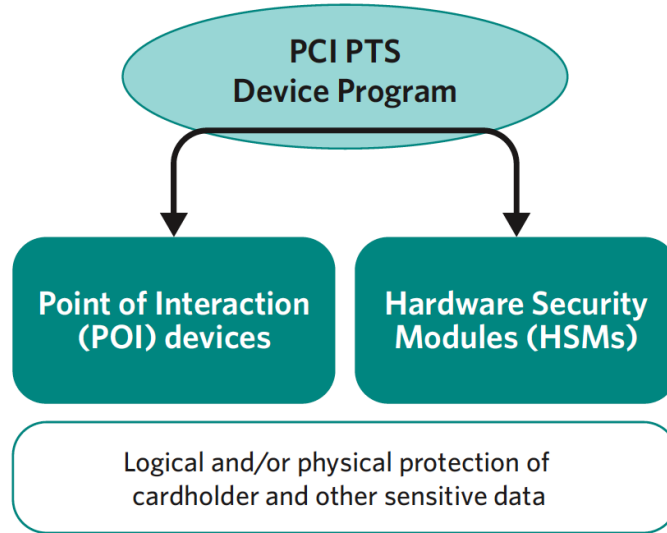 PCI PTS
Device Program
Point of Interaction
(POI) devices
Hardware Security
Modules (HSMs)
Logical and/or physical protection of
cardholder and other sensitive data